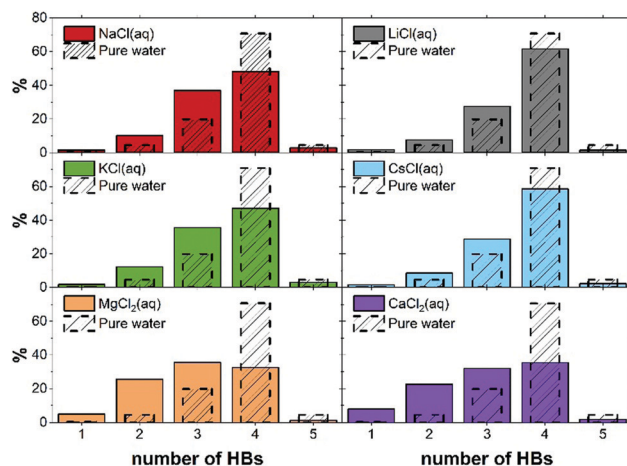 NaCl(aq)
Pure water
LiCl(aq)
Pure water
80
60
40
20
0
%
KCl(aq)
Pure water
CsCl(aq)
Pure water
60
40
20
0
%
MgCl₂(aq)
Pure water
CaCl₂(aq)
Pure water
60
40
20
0
%
1 2 3 4 5 1 2 3 4 5
number of HBs number of HBs